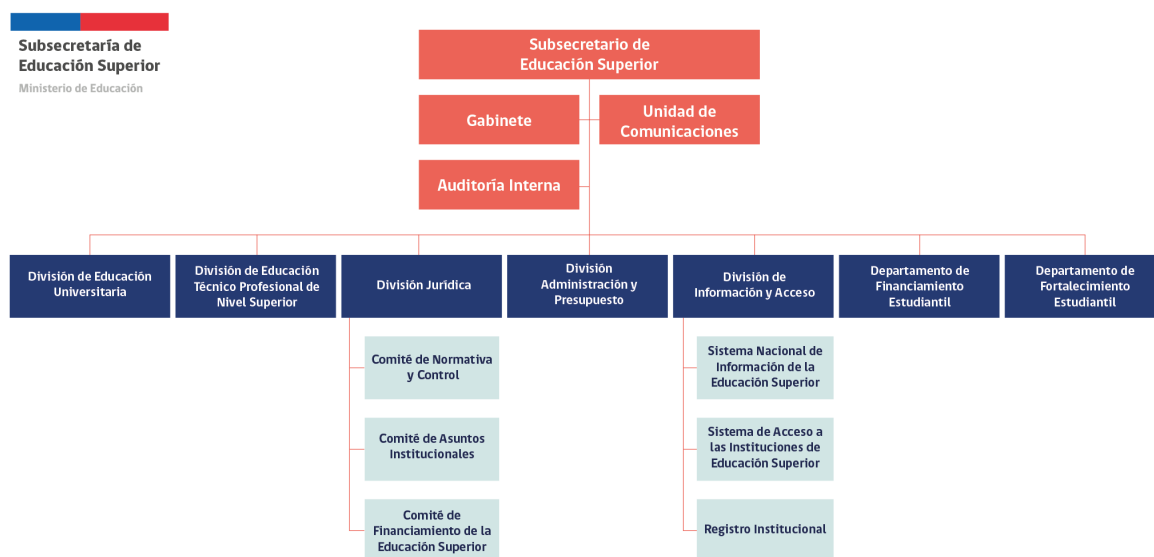 Subsecretaría de
Educación Superior
Ministerio de Educación
Subsecretario de
Educación Superior
Gabinete
Unidad de
Comunicaciones
Auditoría Interna
División de Educación
Universitaria
División de Educación
Técnico Profesional de
Nivel Superior
División Jurídica
División
Administración y
Presupuesto
División de
Información y Acceso
Departamento de
Financiamiento
Estudiantil
Departamento de
Fortalecimiento
Estudiantil
Comité de Normativa
y Control
Comité de Asuntos
Institucionales
Comité de
Financiamiento de la
Educación Superior
Sistema Nacional de
Información de la
Educación Superior
Sistema de Acceso a
las Instituciones de
Educación Superior
Registro Institucional